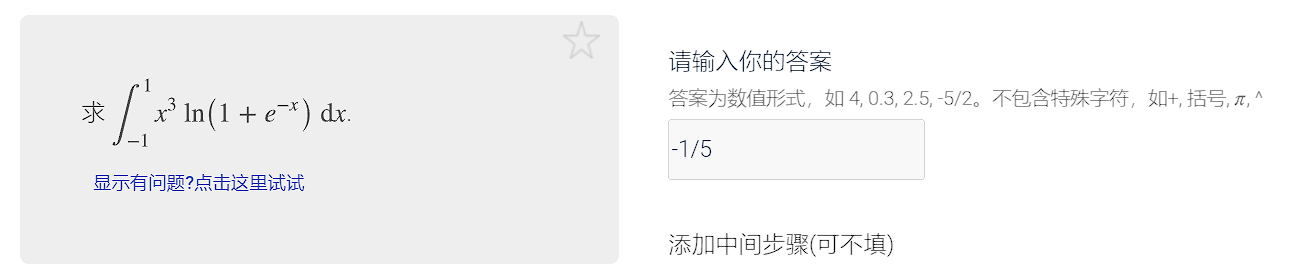 求 ∫_{-1}^{1} x³ ln(1 + e⁻ˣ) dx.
显示有问题?点击这里试试
请输入你的答案
答案为数值形式，如 4, 0.3, 2.5, -5/2。不包含特殊字符，如+, 括号, π, ^
-1/5
添加中间步骤(可不填)